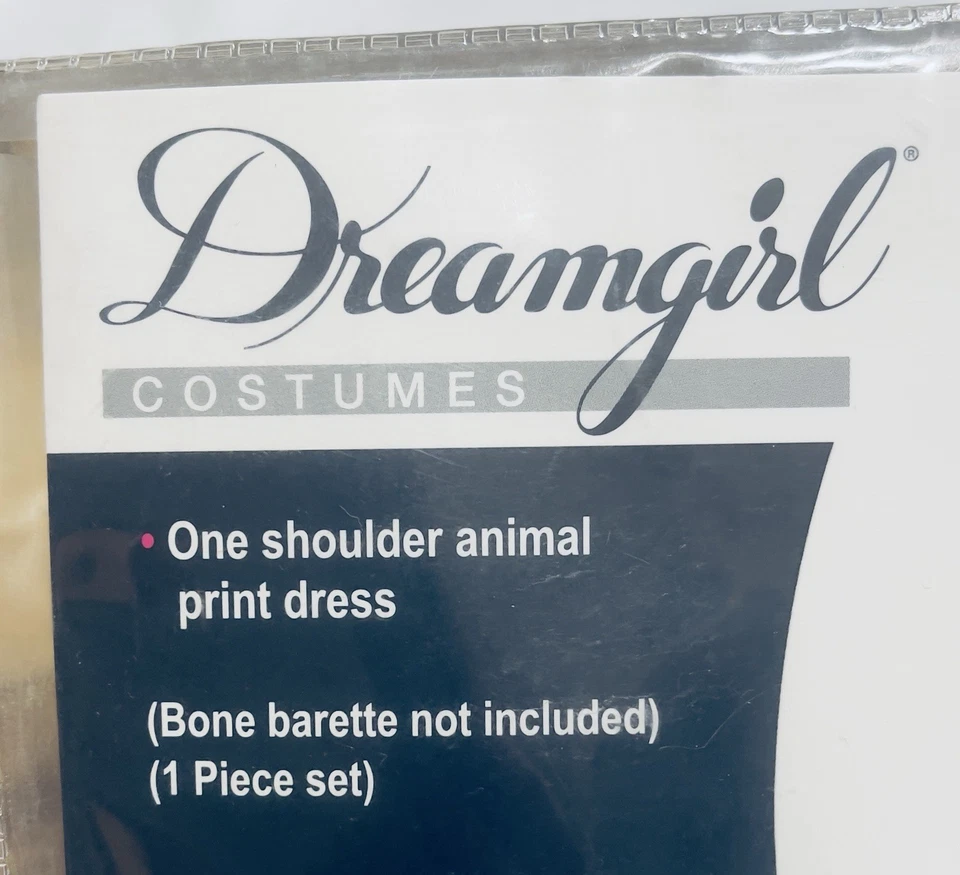 Dreamgirl®
COSTUMES
• One shoulder animal
print dress
(Bone barette not included)
(1 Piece set)